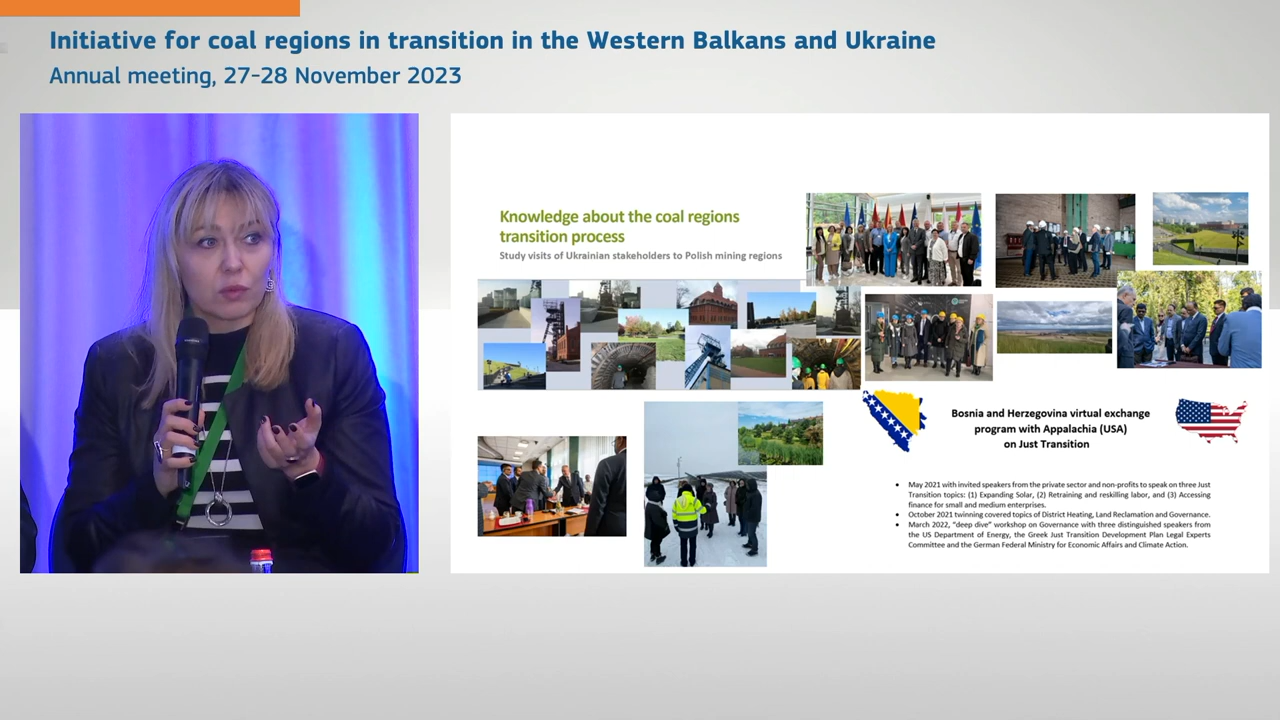 Initiative for coal regions in transition in the Western Balkans and Ukraine
Annual meeting, 27-28 November 2023
Knowledge about the coal regions
transition process
Study visits of Ukrainian stakeholders to Polish mining regions
Bosnia and Herzegovina virtual exchange
program with Appalachia (USA)
on Just Transition
• May 2021 with invited speakers from the private sector and non-profits to speak on three Just
Transition topics: (1) Expanding Solar, (2) Retraining and reskilling labor, and (3) Accessing
finance for small and medium enterprises.
• October 2021 twinning covered topics of District Heating, Land Reclamation and Governance.
• March 2022, "deep dive" workshop on Governance with three distinguished speakers from
the US Department of Energy, the Greek Just Transition Development Plan Legal Experts
Committee and the German Federal Ministry for Economic Affairs and Climate Action.